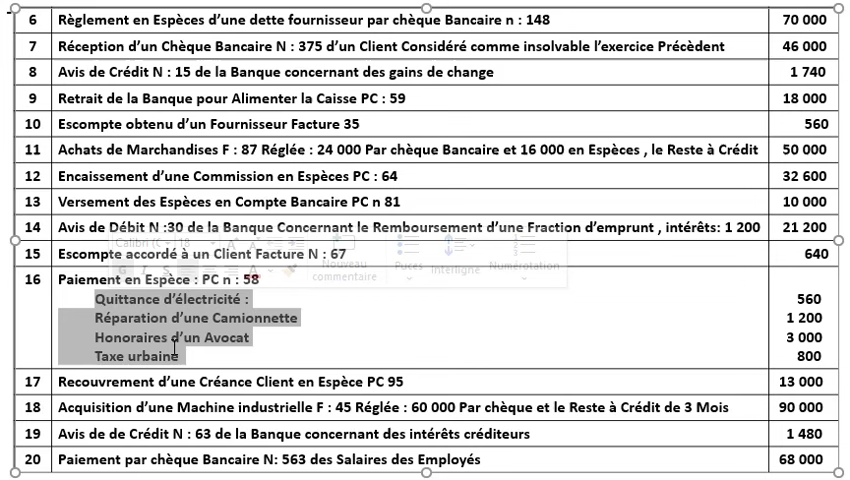 6 Règlement en Espèces d'une dette fournisseur par chèque Bancaire n : 148 70 000
7 Réception d'un Chèque Bancaire N : 375 d'un Client Considéré comme insolvable l'exercice Précèdent 46 000
8 Avis de Crédit N : 15 de la Banque concernant des gains de change 1 740
9 Retrait de la Banque pour Alimenter la Caisse PC : 59 18 000
10 Escompte obtenu d'un Fournisseur Facture 35 560
11 Achats de Marchandises F : 87 Réglée : 24 000 Par chèque Bancaire et 16 000 en Espèces , le Reste à Crédit 50 000
12 Encaissement d'une Commission en Espèces PC : 64 32 600
13 Versement des Espèces en Compte Bancaire PC n 81 10 000
14 Avis de Débit N :30 de la Banque Concernant le Remboursement d'une Fraction d'emprunt , intérêts: 1 200 21 200
Calibri (C 18
15 Escompte accordé à un Client Facture N : 67 640
G I S Nouveau commentaire Puces Interligne Numérotation
16 Paiement en Espèce : PC n : 58
Quittance d'électricité : 560
Réparation d'une Camionnette 1 200
Honoraires d'un Avocat 3 000
Taxe urbaine 800
17 Recouvrement d'une Créance Client en Espèce PC 95 13 000
18 Acquisition d'une Machine industrielle F : 45 Réglée : 60 000 Par chèque et le Reste à Crédit de 3 Mois 90 000
19 Avis de de Crédit N : 63 de la Banque concernant des intérêts créditeurs 1 480
20 Paiement par chèque Bancaire N: 563 des Salaires des Employés 68 000